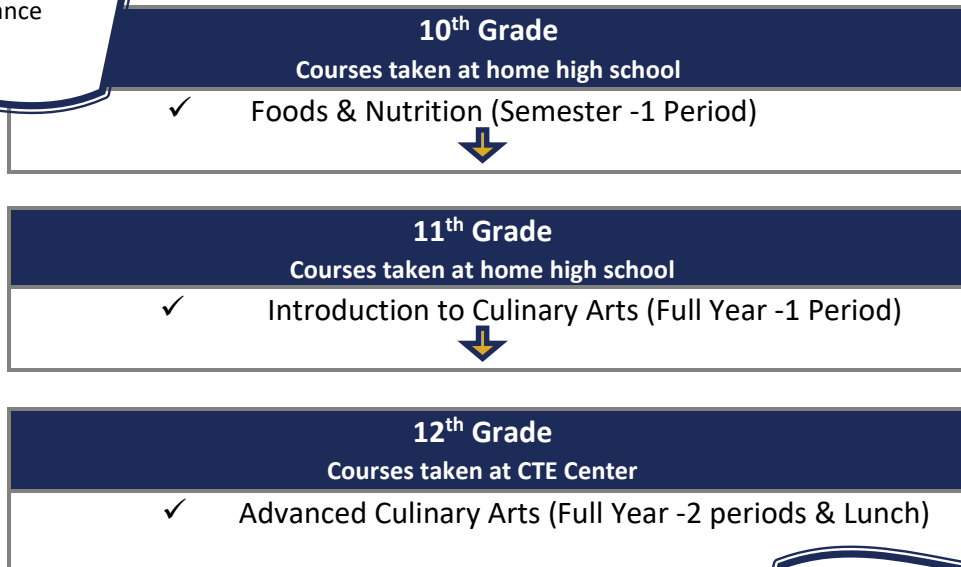 10th Grade
Courses taken at home high school
✓ Foods & Nutrition (Semester -1 Period)
11th Grade
Courses taken at home high school
✓ Introduction to Culinary Arts (Full Year -1 Period)
12th Grade
Courses taken at CTE Center
✓ Advanced Culinary Arts (Full Year -2 periods & Lunch)